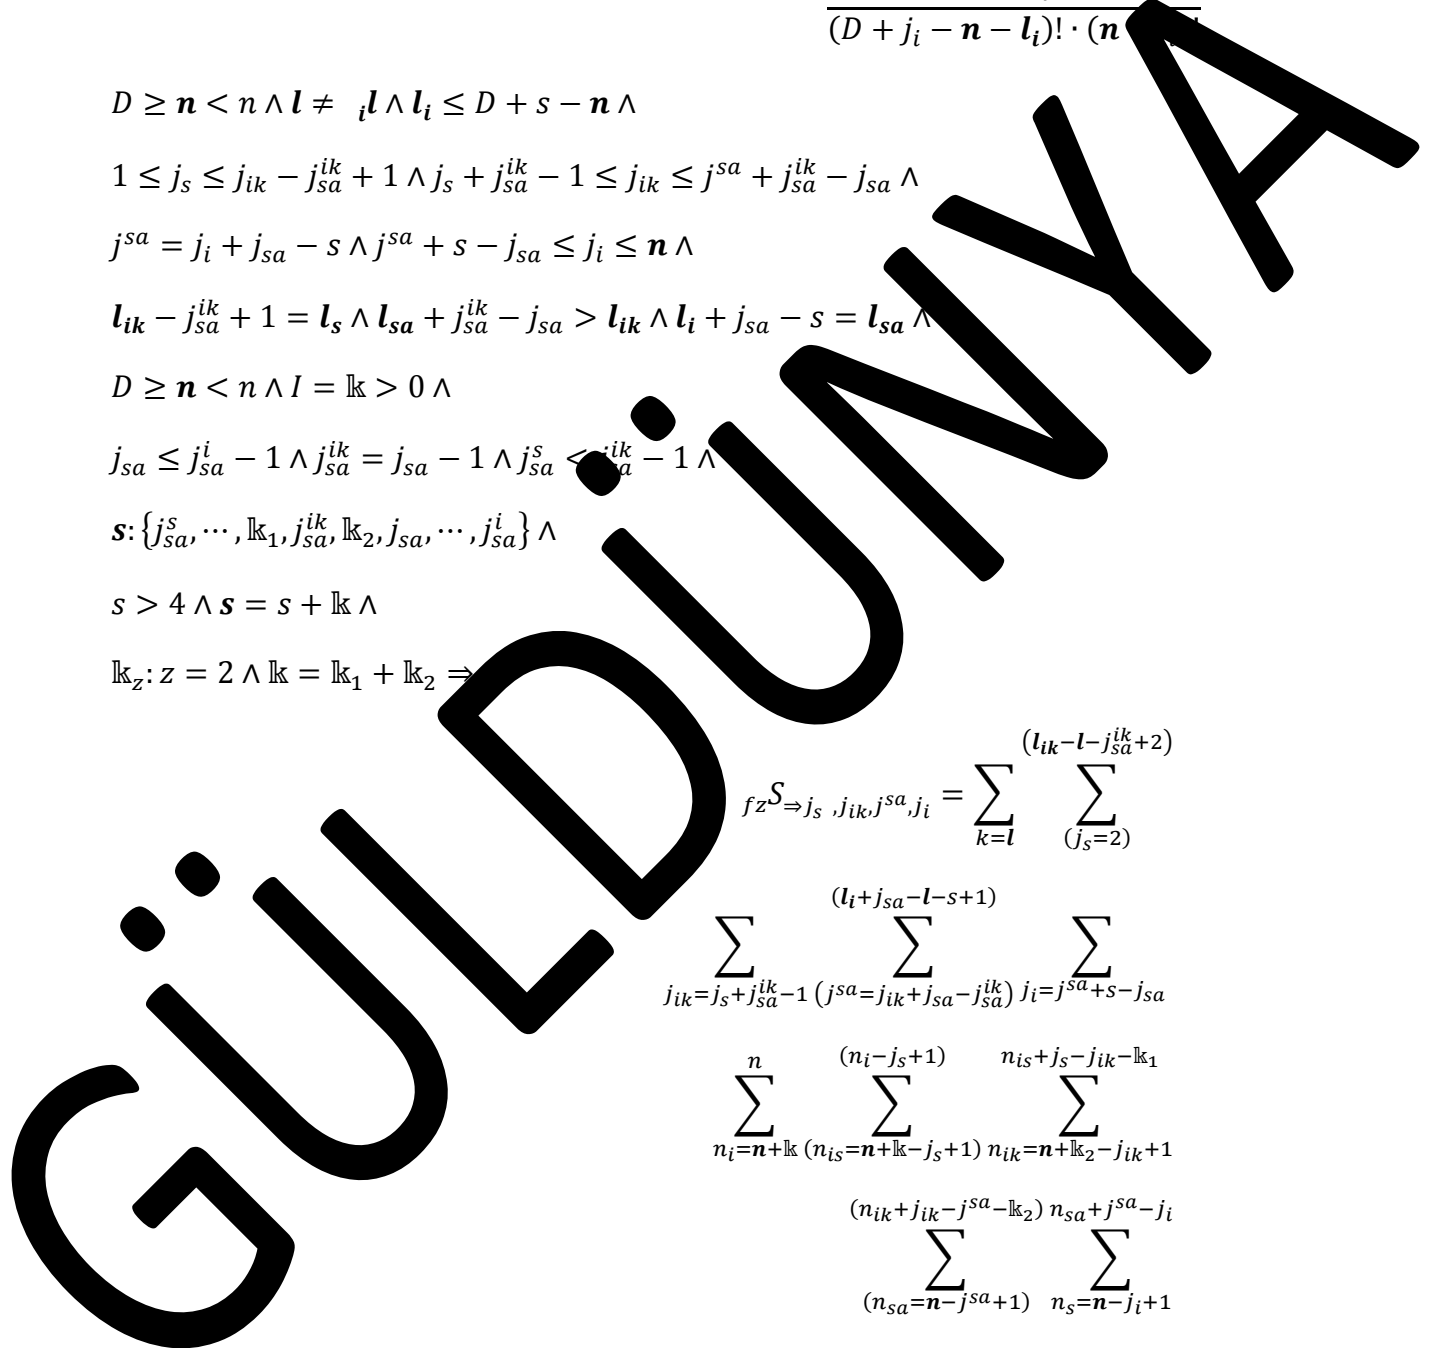 (D + j_i − n − l_i)! · (n
D ≥ n < n ∧ l ≠ _i l ∧ l_i ≤ D + s − n ∧
1 ≤ j_s ≤ j_{ik} − j_{sa}^{ik} + 1 ∧ j_s + j_{sa}^{ik} − 1 ≤ j_{ik} ≤ j^{sa} + j_{sa}^{ik} − j_{sa} ∧
j^{sa} = j_i + j_{sa} − s ∧ j^{sa} + s − j_{sa} ≤ j_i ≤ n ∧
l_{ik} − j_{sa}^{ik} + 1 = l_s ∧ l_{sa} + j_{sa}^{ik} − j_{sa} > l_{ik} ∧ l_i + j_{sa} − s = l_{sa} ∧
D ≥ n < n ∧ I = 𝕜 > 0 ∧
j_{sa} ≤ j_{sa}^{i} − 1 ∧ j_{sa}^{ik} = j_{sa} − 1 ∧ j_{sa}^{s} < j_{sa}^{ik} − 1 ∧
s: {j_{sa}^{s}, ⋯, 𝕜_1, j_{sa}^{ik}, 𝕜_2, j_{sa}, ⋯, j_{sa}^{i}} ∧
s > 4 ∧ s = s + 𝕜 ∧
𝕜_z: z = 2 ∧ 𝕜 = 𝕜_1 + 𝕜_2 ⇒
_{fz}S_{⇒j_s ,j_{ik},j^{sa},j_i} = ∑_{k=l} ∑_{(j_s=2)}^{(l_{ik}−l−j_{sa}^{ik}+2)}
∑_{j_{ik}=j_s+j_{sa}^{ik}−1} ∑_{(j^{sa}=j_{ik}+j_{sa}−j_{sa}^{ik})}^{(l_i+j_{sa}−l−s+1)} ∑_{j_i=j^{sa}+s−j_{sa}}
∑_{n_i=n+𝕜}^{n} ∑_{(n_{is}=n+𝕜−j_s+1)}^{(n_i−j_s+1)} ∑_{n_{ik}=n+𝕜_2−j_{ik}+1}^{n_{is}+j_s−j_{ik}−𝕜_1}
∑_{(n_{sa}=n−j^{sa}+1)}^{(n_{ik}+j_{ik}−j^{sa}−𝕜_2)} ∑_{n_s=n−j_i+1}^{n_{sa}+j^{sa}−j_i}
GÜLDÜNYA